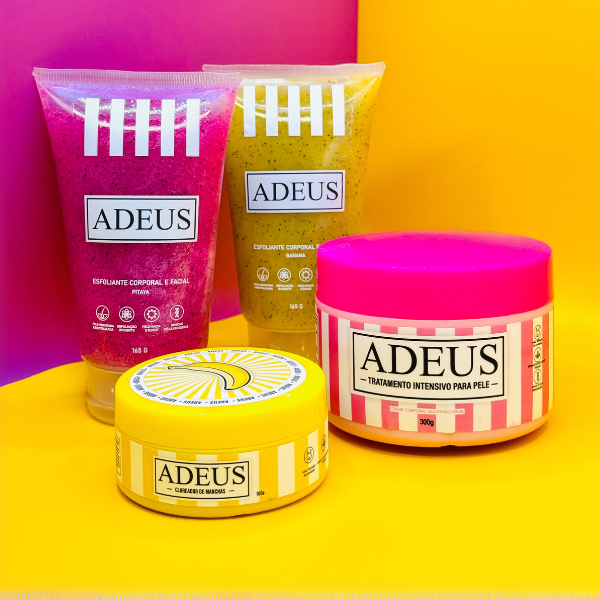 ADEUS
ESFOLIANTE CORPORAL E FACIAL
PITAYA
165 G
ADEUS
ESFOLIANTE CORPORAL E
BANANA
165 G
ADEUS
TRATAMENTO INTENSIVO PARA PELE
300g
ADEUS
CLAREADOR DE MANCHAS
100g